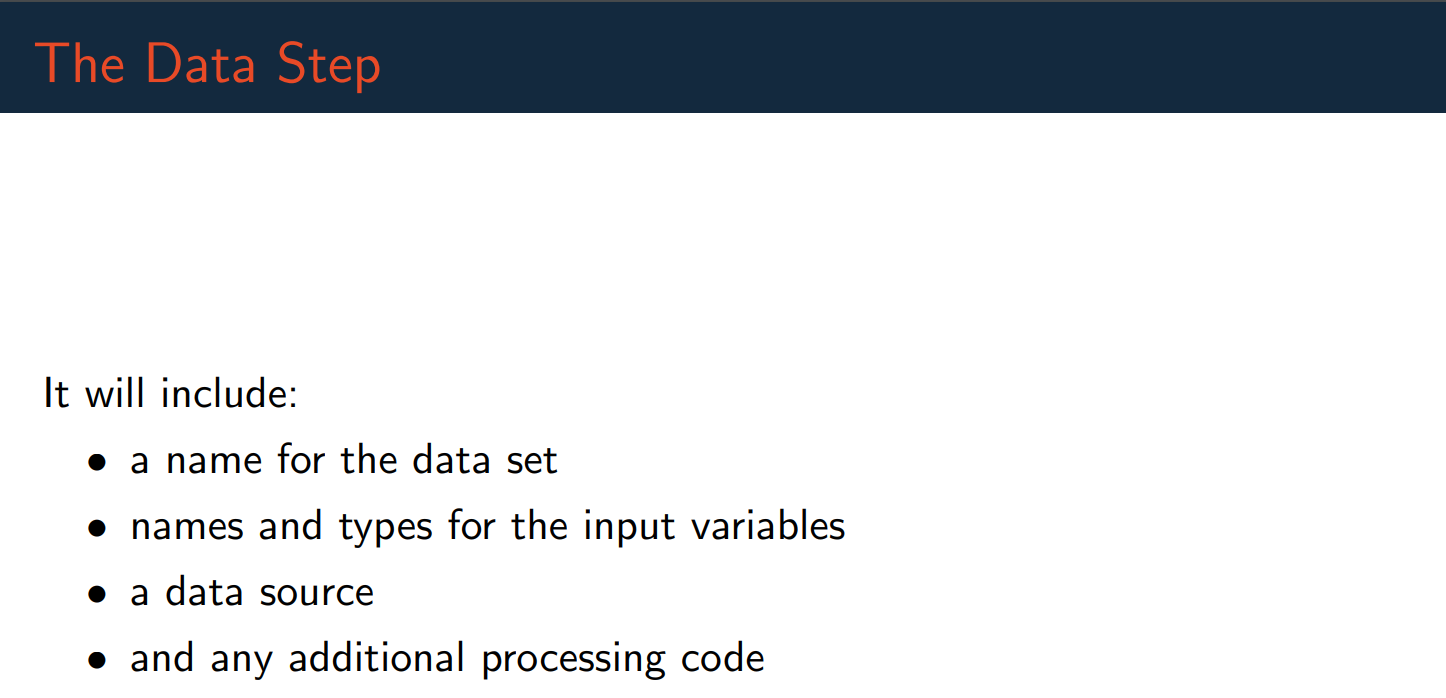 The Data Step
It will include:
• a name for the data set
• names and types for the input variables
• a data source
• and any additional processing code